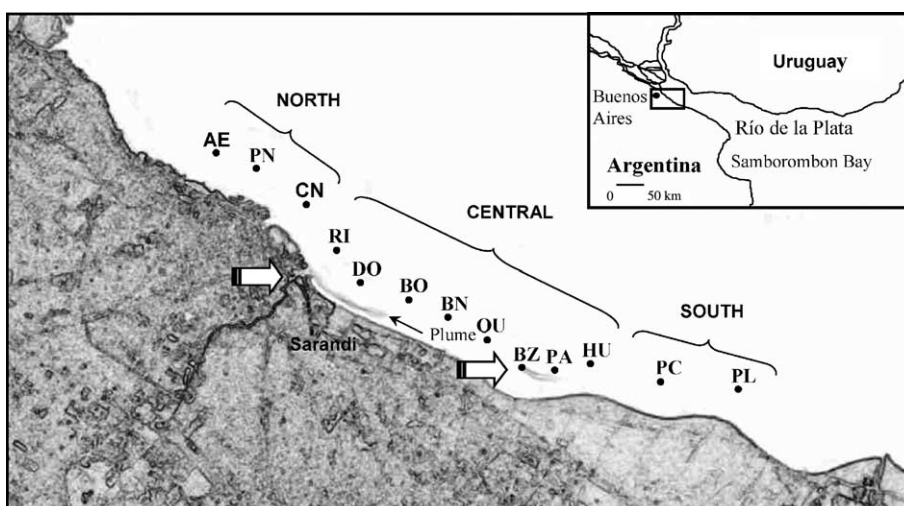 NORTH
AE
PN
CN
CENTRAL
RI
DO
BO
BN
OU
Plume
Sarandi
BZ
PA
HU
SOUTH
PC
PL
Uruguay
Buenos
Aires
Río de la Plata
Argentina
Samborombon Bay
0 50 km